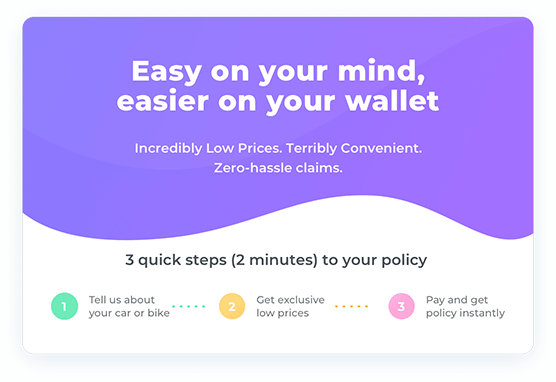 Easy on your mind,
easier on your wallet
Incredibly Low Prices. Terribly Convenient.
Zero-hassle claims.
3 quick steps (2 minutes) to your policy
1
Tell us about
your car or bike
2
Get exclusive
low prices
3
Pay and get
policy instantly